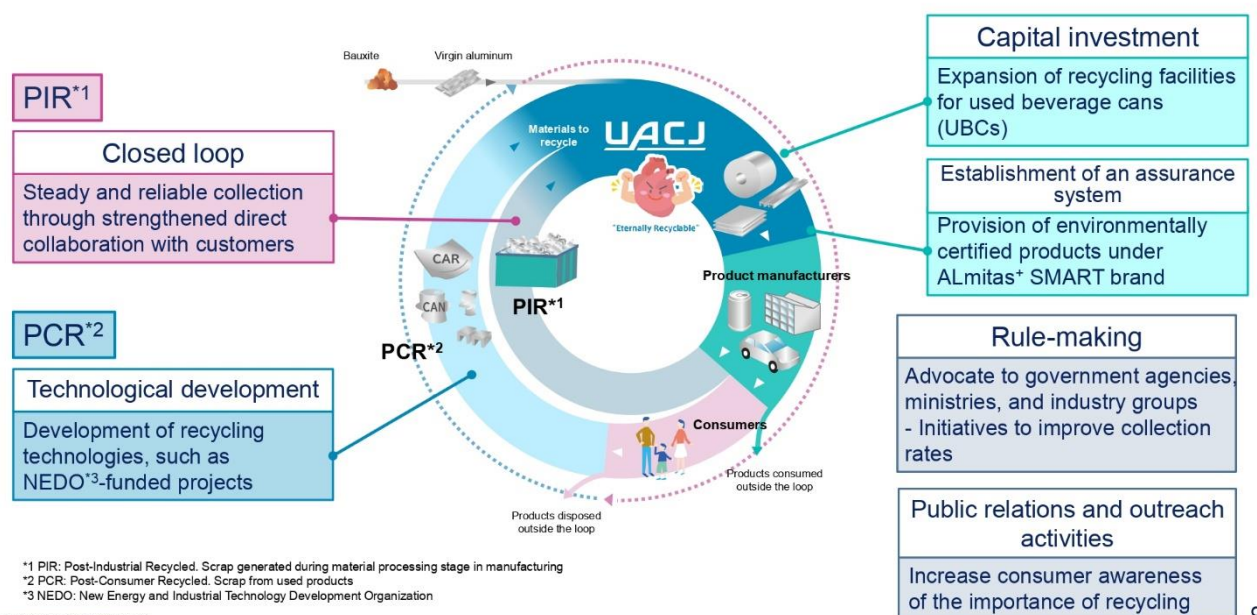 Bauxite
Virgin aluminum
PIR*1
Closed loop
Steady and reliable collection
through strengthened direct
collaboration with customers
PCR*2
Technological development
Development of recycling
technologies, such as
NEDO*3-funded projects
Materials to
recycle
UACJ
"Eternally Recyclable"
CAR
CAN
PIR*1
PCR*2
Product manufacturers
Consumers
Products consumed
outside the loop
Products disposed
outside the loop
Capital investment
Expansion of recycling facilities
for used beverage cans
(UBCs)
Establishment of an assurance
system
Provision of environmentally
certified products under
ALmitas+ SMART brand
Rule-making
Advocate to government agencies,
ministries, and industry groups
- Initiatives to improve collection
rates
Public relations and outreach
activities
Increase consumer awareness
of the importance of recycling
*1 PIR: Post-Industrial Recycled. Scrap generated during material processing stage in manufacturing
*2 PCR: Post-Consumer Recycled. Scrap from used products
*3 NEDO: New Energy and Industrial Technology Development Organization